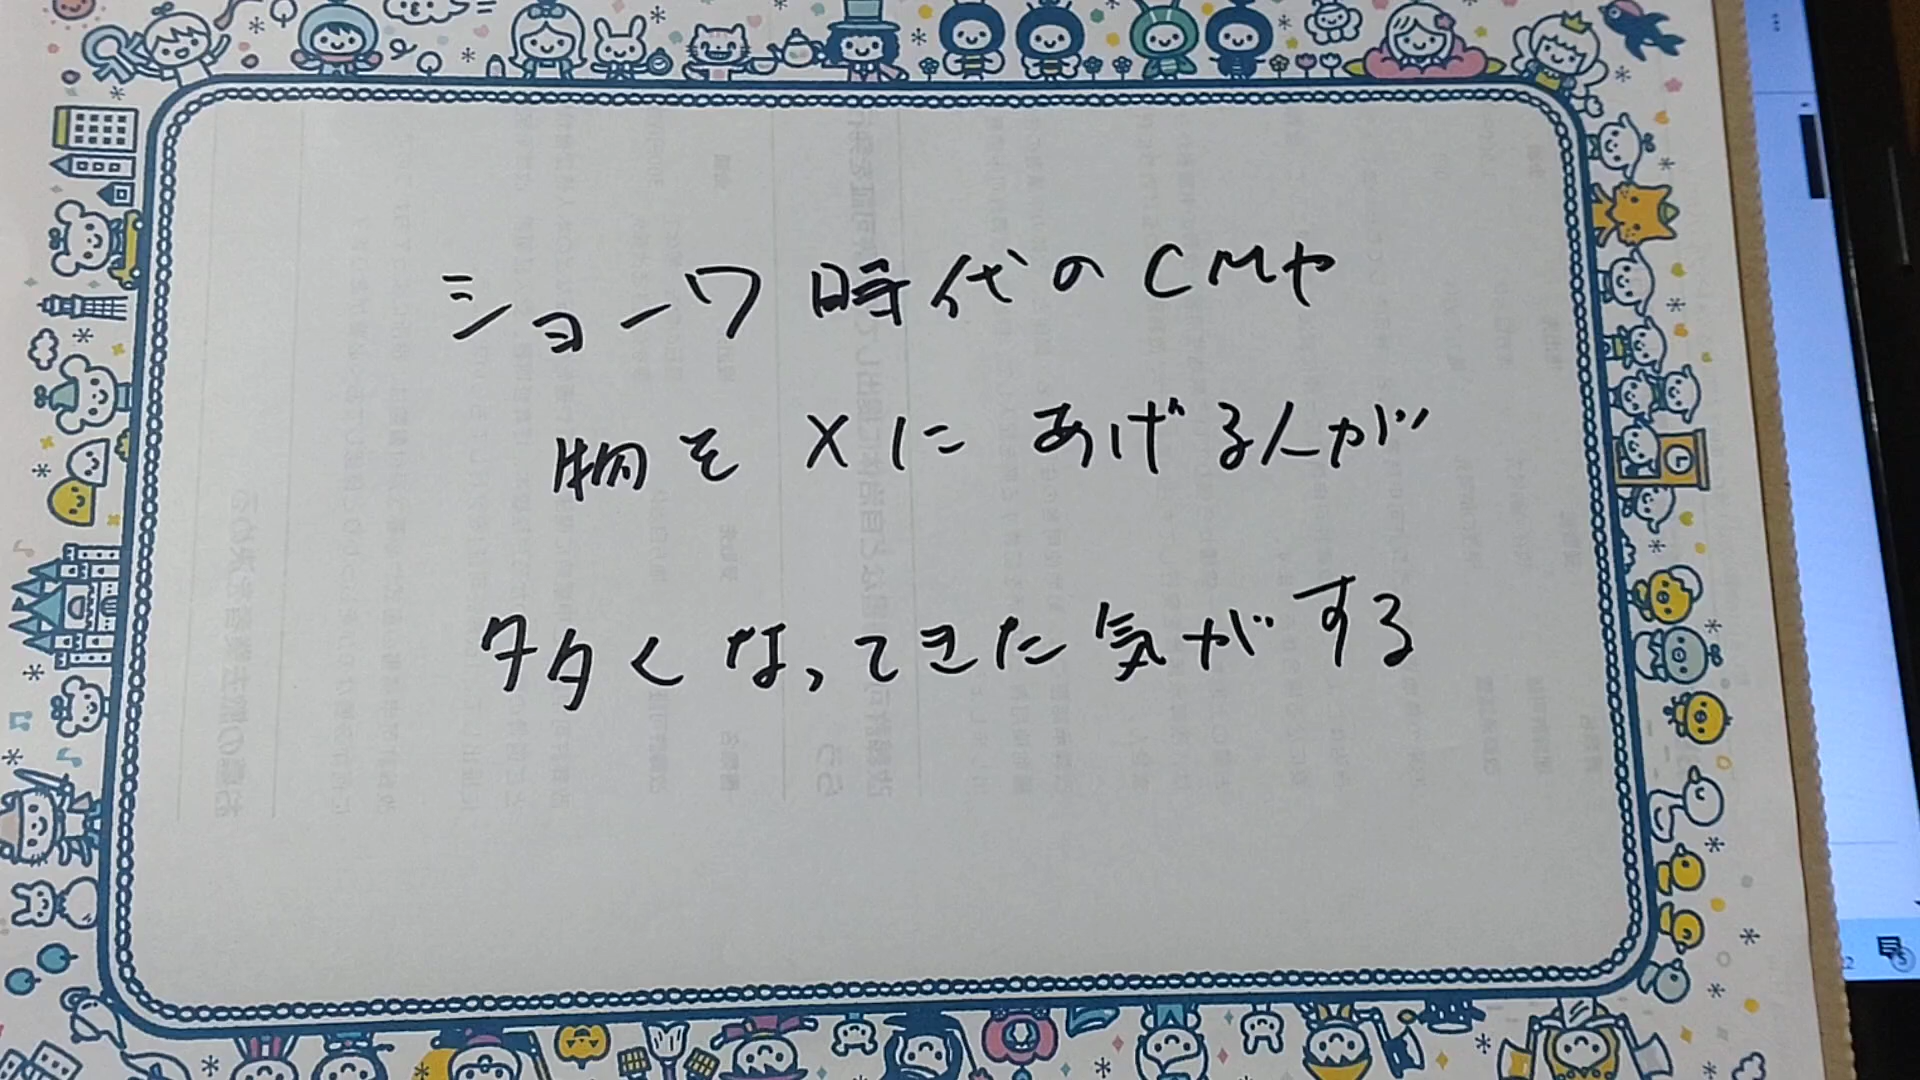 ショーワ時代のCMや
物をXにあげる人が
多くなってきた気がする